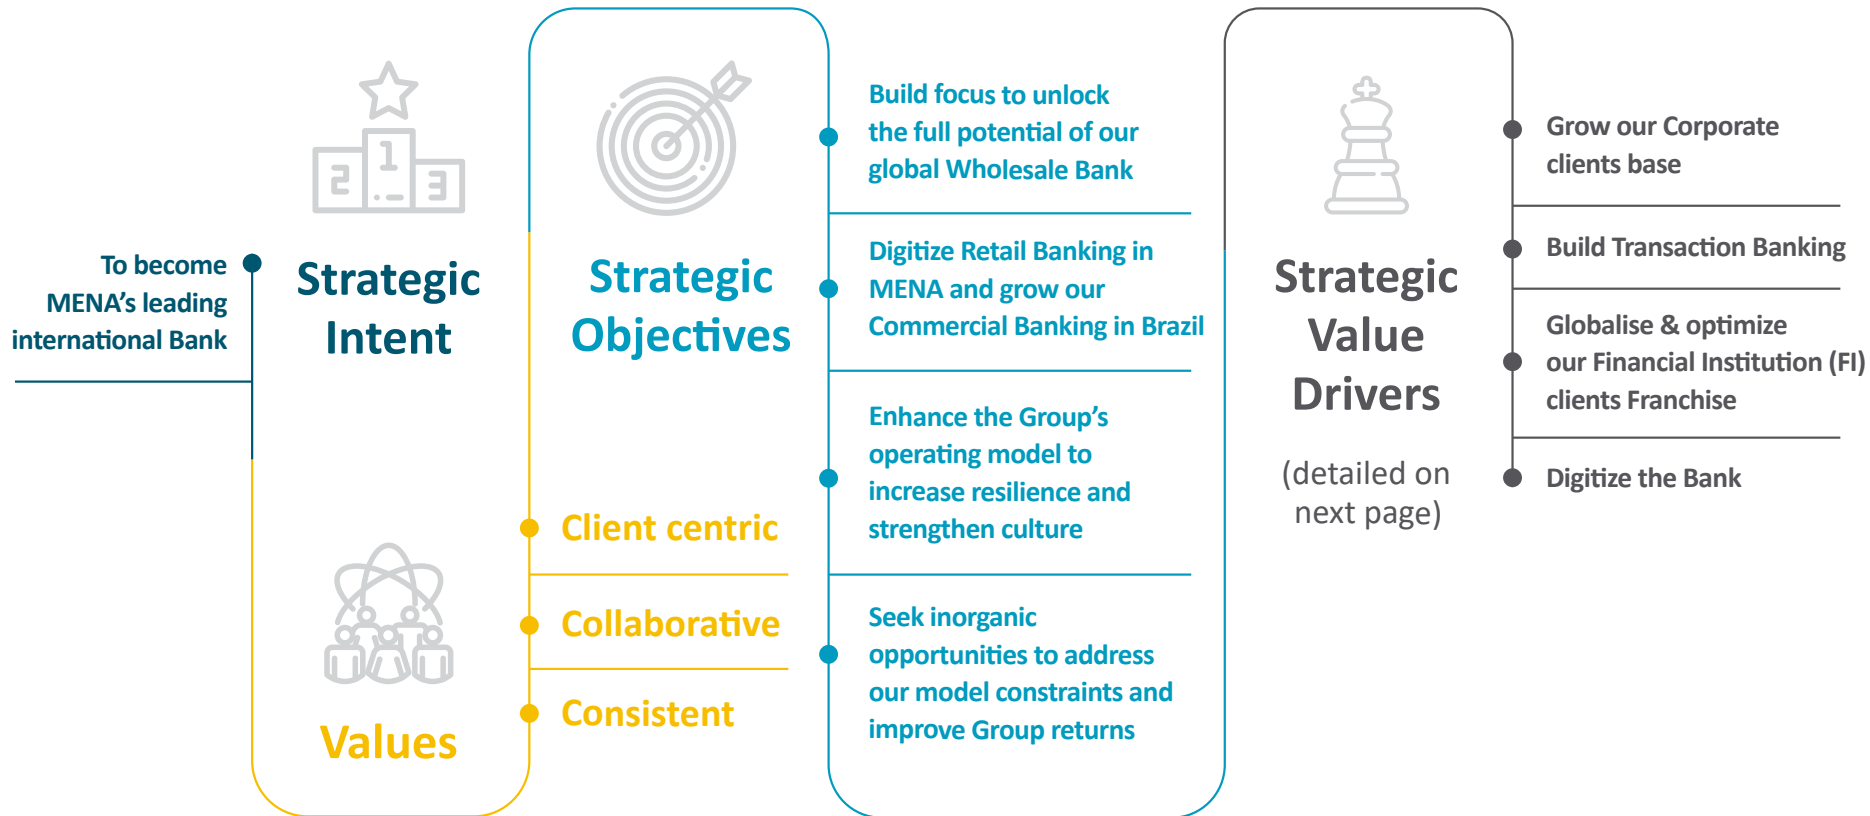 To become
MENA's leading
international Bank
Strategic
Intent
2
1
3
Values
Client centric
Collaborative
Consistent
Strategic
Objectives
Build focus to unlock
the full potential of our
global Wholesale Bank
Digitize Retail Banking in
MENA and grow our
Commercial Banking in Brazil
Enhance the Group's
operating model to
increase resilience and
strengthen culture
Seek inorganic
opportunities to address
our model constraints and
improve Group returns
Strategic
Value
Drivers
(detailed on
next page)
Grow our Corporate
clients base
Build Transaction Banking
Globalise & optimize
our Financial Institution (FI)
clients Franchise
Digitize the Bank